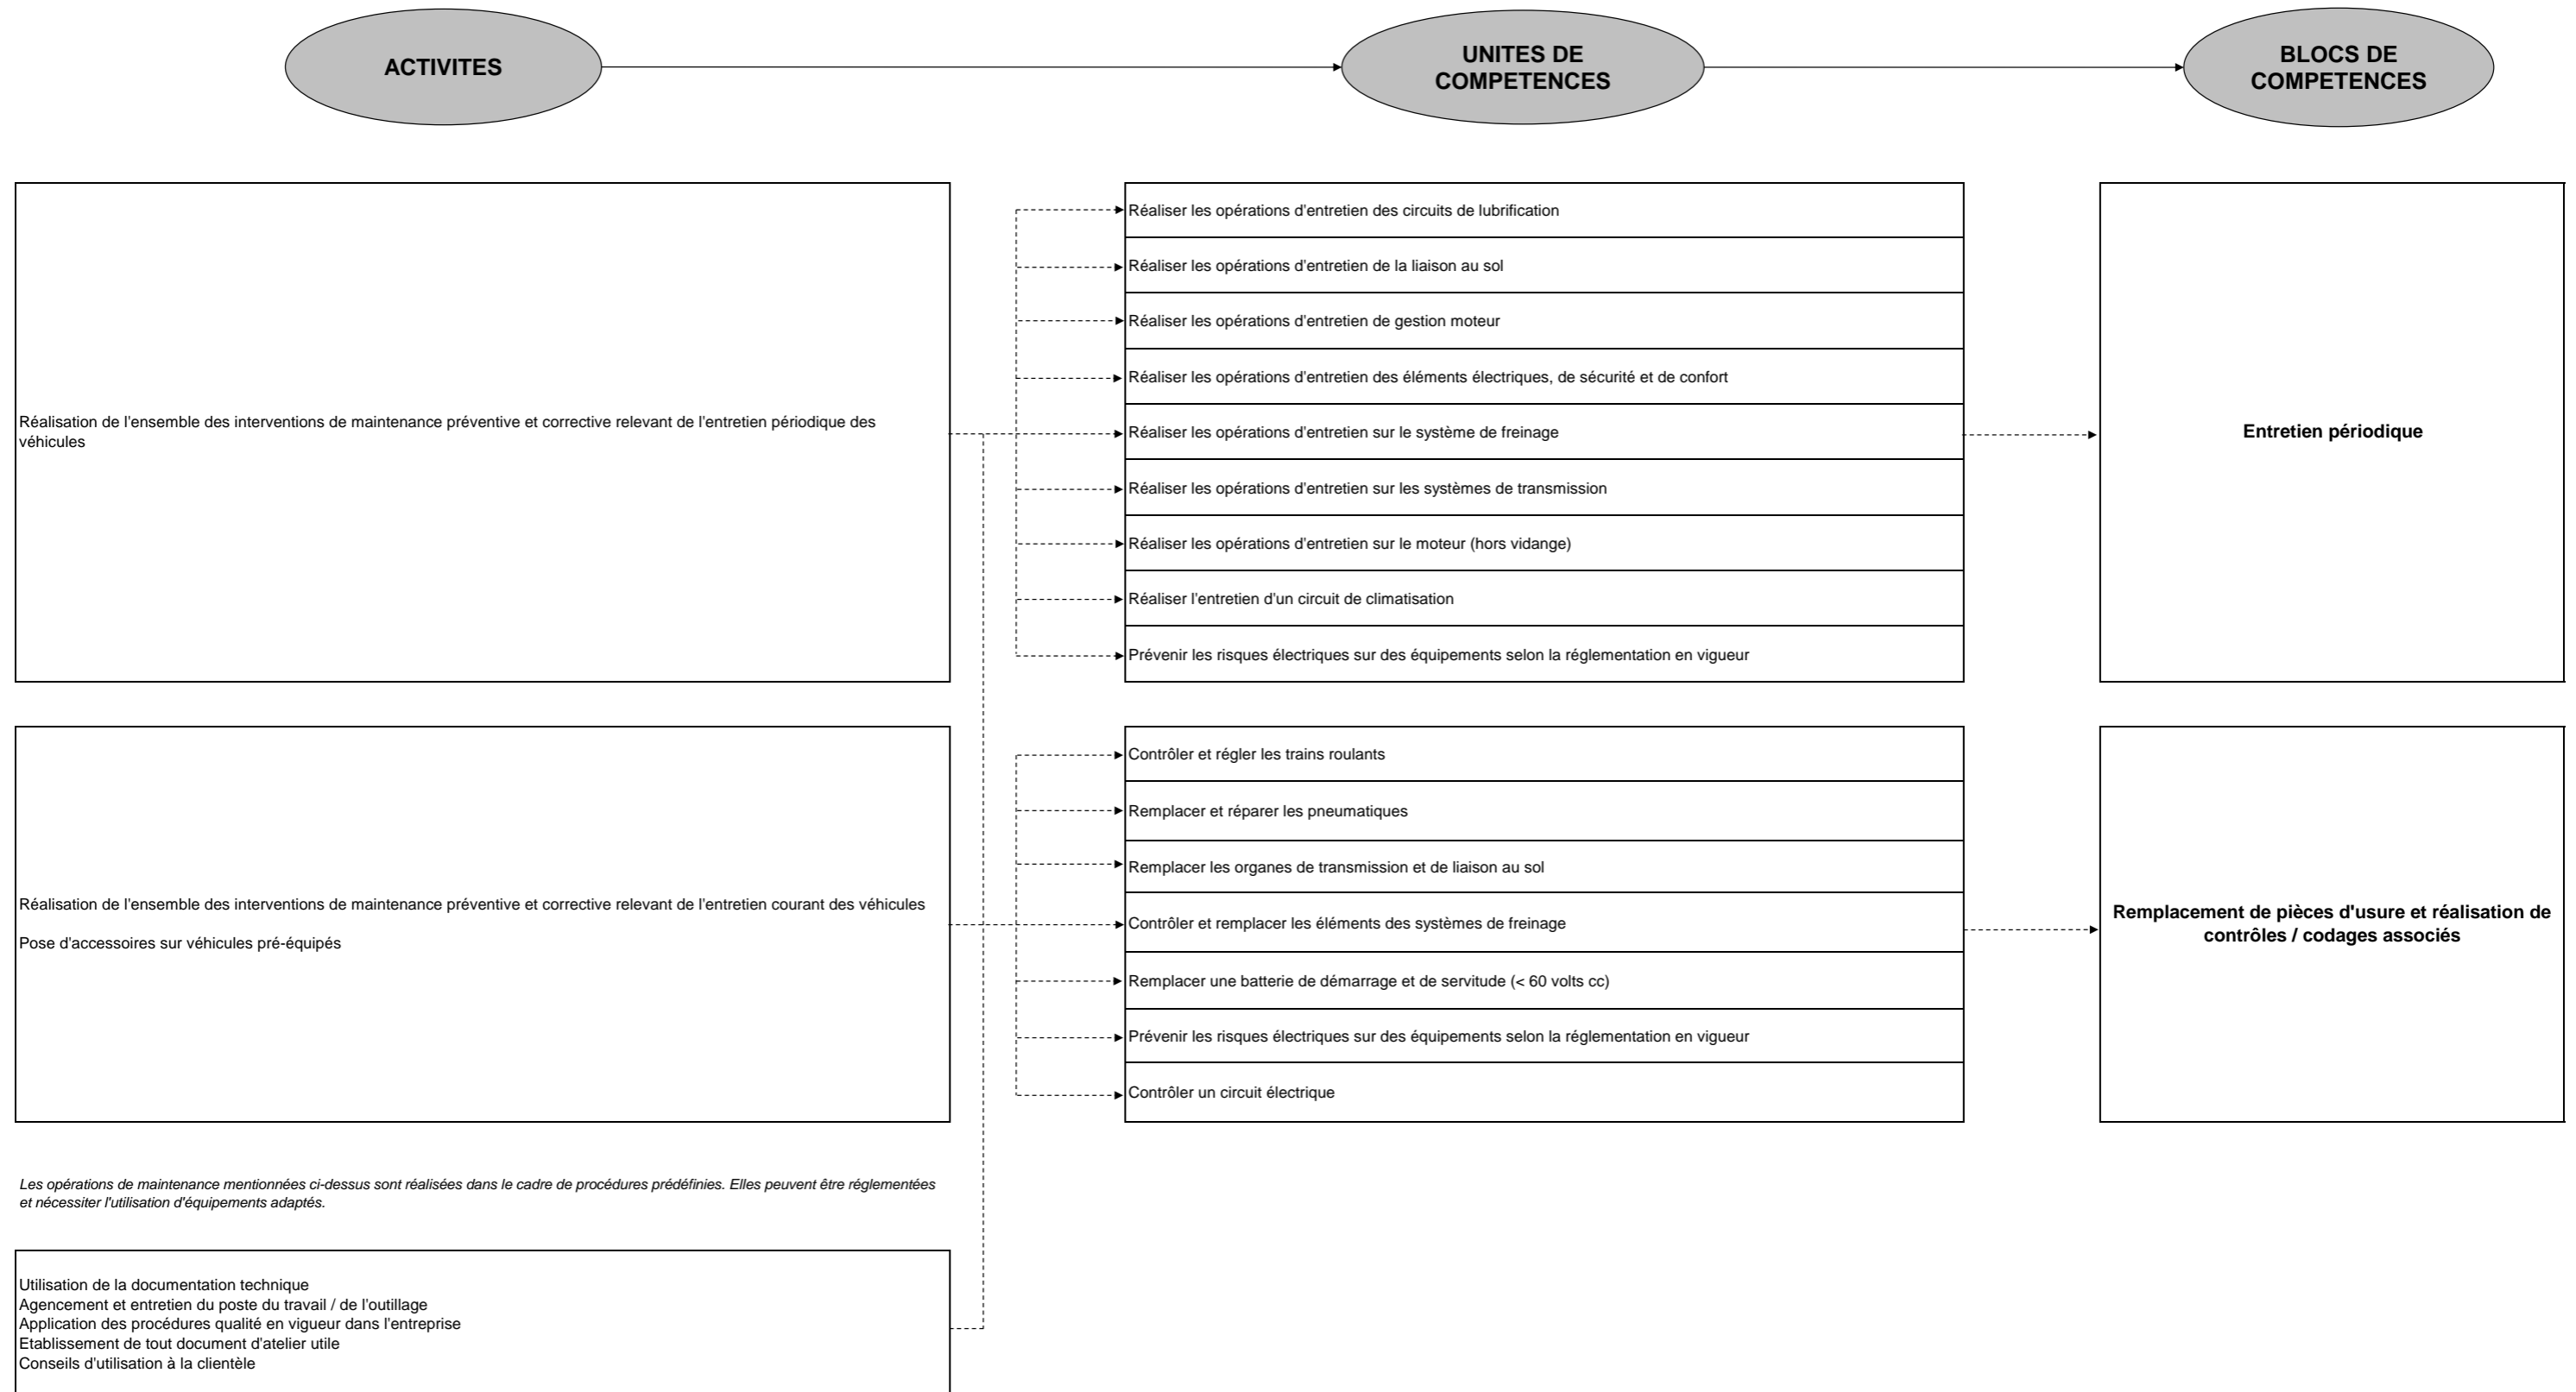 ACTIVITES
UNITES DE
COMPETENCES
BLOCS DE
COMPETENCES
Réalisation de l'ensemble des interventions de maintenance préventive et corrective relevant de l'entretien périodique des
véhicules
Réaliser les opérations d'entretien des circuits de lubrification
Réaliser les opérations d'entretien de la liaison au sol
Réaliser les opérations d'entretien de gestion moteur
Réaliser les opérations d'entretien des éléments électriques, de sécurité et de confort
Réaliser les opérations d'entretien sur le système de freinage
Réaliser les opérations d'entretien sur les systèmes de transmission
Réaliser les opérations d'entretien sur le moteur (hors vidange)
Réaliser l'entretien d'un circuit de climatisation
Prévenir les risques électriques sur des équipements selon la réglementation en vigueur
Entretien périodique
Réalisation de l'ensemble des interventions de maintenance préventive et corrective relevant de l'entretien courant des véhicules
Pose d'accessoires sur véhicules pré-équipés
Contrôler et régler les trains roulants
Remplacer et réparer les pneumatiques
Remplacer les organes de transmission et de liaison au sol
Contrôler et remplacer les éléments des systèmes de freinage
Remplacer une batterie de démarrage et de servitude (< 60 volts cc)
Prévenir les risques électriques sur des équipements selon la réglementation en vigueur
Contrôler un circuit électrique
Remplacement de pièces d'usure et réalisation de
contrôles / codages associés
Les opérations de maintenance mentionnées ci-dessus sont réalisées dans le cadre de procédures prédéfinies. Elles peuvent être réglementées
et nécessiter l'utilisation d'équipements adaptés.
Utilisation de la documentation technique
Agencement et entretien du poste du travail / de l'outillage
Application des procédures qualité en vigueur dans l'entreprise
Etablissement de tout document d'atelier utile
Conseils d'utilisation à la clientèle